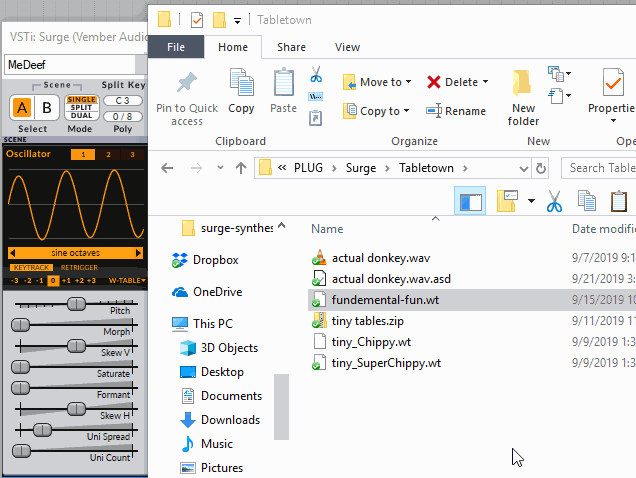 VSTi: Surge (Vember Audio
MeDeef
Scene
Split Key
A B
SINGLE
SPLIT
DUAL
C 3
0 / 8
Select Mode Poly
SCENE
Oscillator 1 2 3
sine octaves
KEYTRACK RETRIGGER
-3 -2 -1 0 +1 +2 +3 W-TABLE
Pitch
Morph
Skew V
Saturate
Formant
Skew H
Uni Spread
Uni Count
Tabletown
File Home Share View
Pin to Quick access
Copy
Paste
Move to
Copy to
Delete
Rename
New folder
Properties
Clipboard Organize New Ope
« PLUG Surge Tabletown
Search Table
surge-synthes
Dropbox
OneDrive
This PC
3D Objects
Desktop
Documents
Downloads
Music
Pictures
Name Date modifie
actual donkey.wav 9/7/2019 9:1
actual donkey.wav.asd 9/21/2019 3:
fundemental-fun.wt 9/15/2019 10
tiny tables.zip 9/11/2019 11
tiny_Chippy.wt 9/9/2019 1:3
tiny_SuperChippy.wt 9/9/2019 1:3